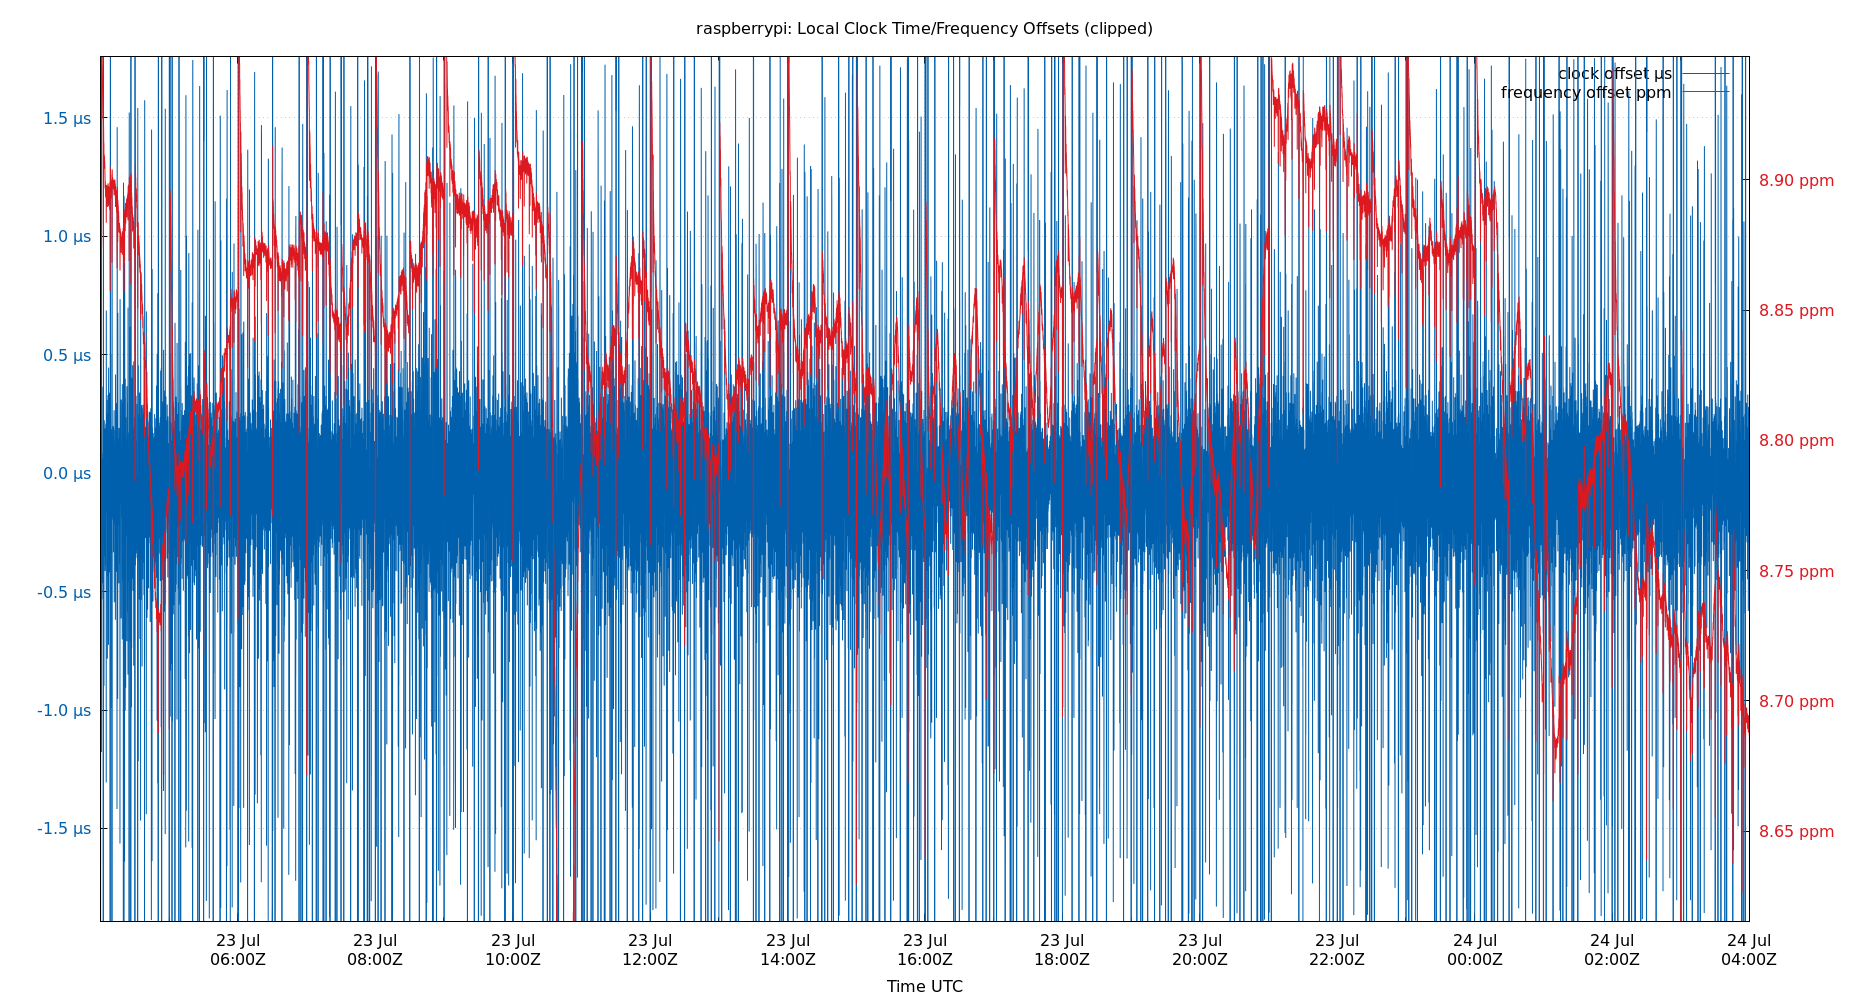 raspberrypi: Local Clock Time/Frequency Offsets (clipped)
clock offset µs
frequency offset ppm
1.5 µs
1.0 µs
0.5 µs
0.0 µs
-0.5 µs
-1.0 µs
-1.5 µs
8.90 ppm
8.85 ppm
8.80 ppm
8.75 ppm
8.70 ppm
8.65 ppm
23 Jul 23 Jul 23 Jul 23 Jul 23 Jul 23 Jul 23 Jul 23 Jul 23 Jul 24 Jul 24 Jul 24 Jul
06:00Z 08:00Z 10:00Z 12:00Z 14:00Z 16:00Z 18:00Z 20:00Z 22:00Z 00:00Z 02:00Z 04:00Z
Time UTC